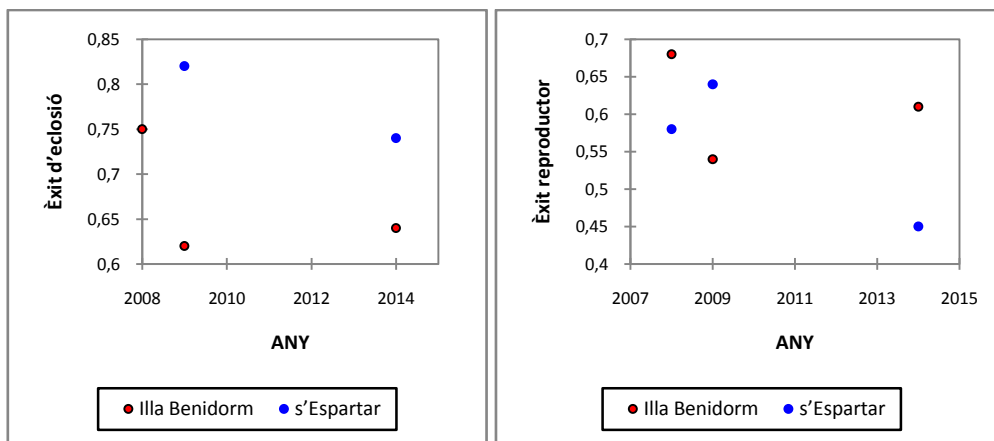 0,85
0,8
0,75
0,7
0,65
0,6
Èxit d'eclosió
2008 2010 2012 2014
ANY
Illa Benidorm s'Espartar
0,7
0,65
0,6
0,55
0,5
0,45
0,4
Èxit reproductor
2007 2009 2011 2013 2015
ANY
Illa Benidorm s'Espartar